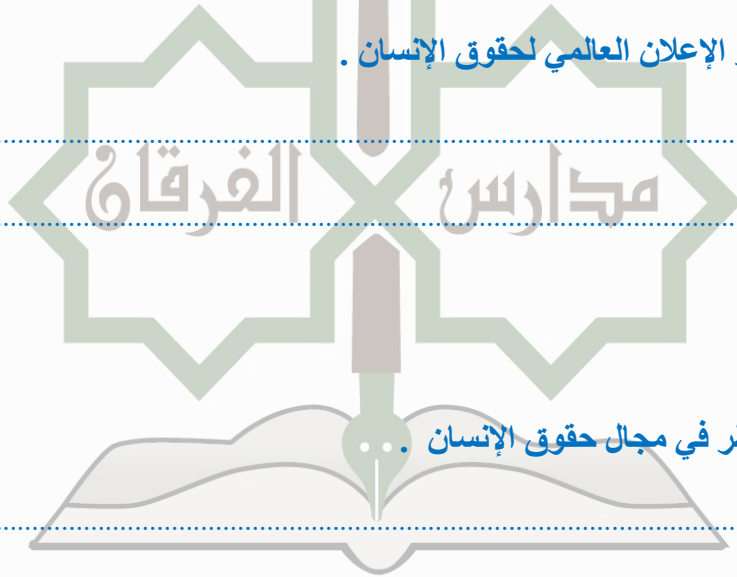 الإعلان العالمي لحقوق الإنسان .
مدارس الفرقان
في مجال حقوق الإنسان .